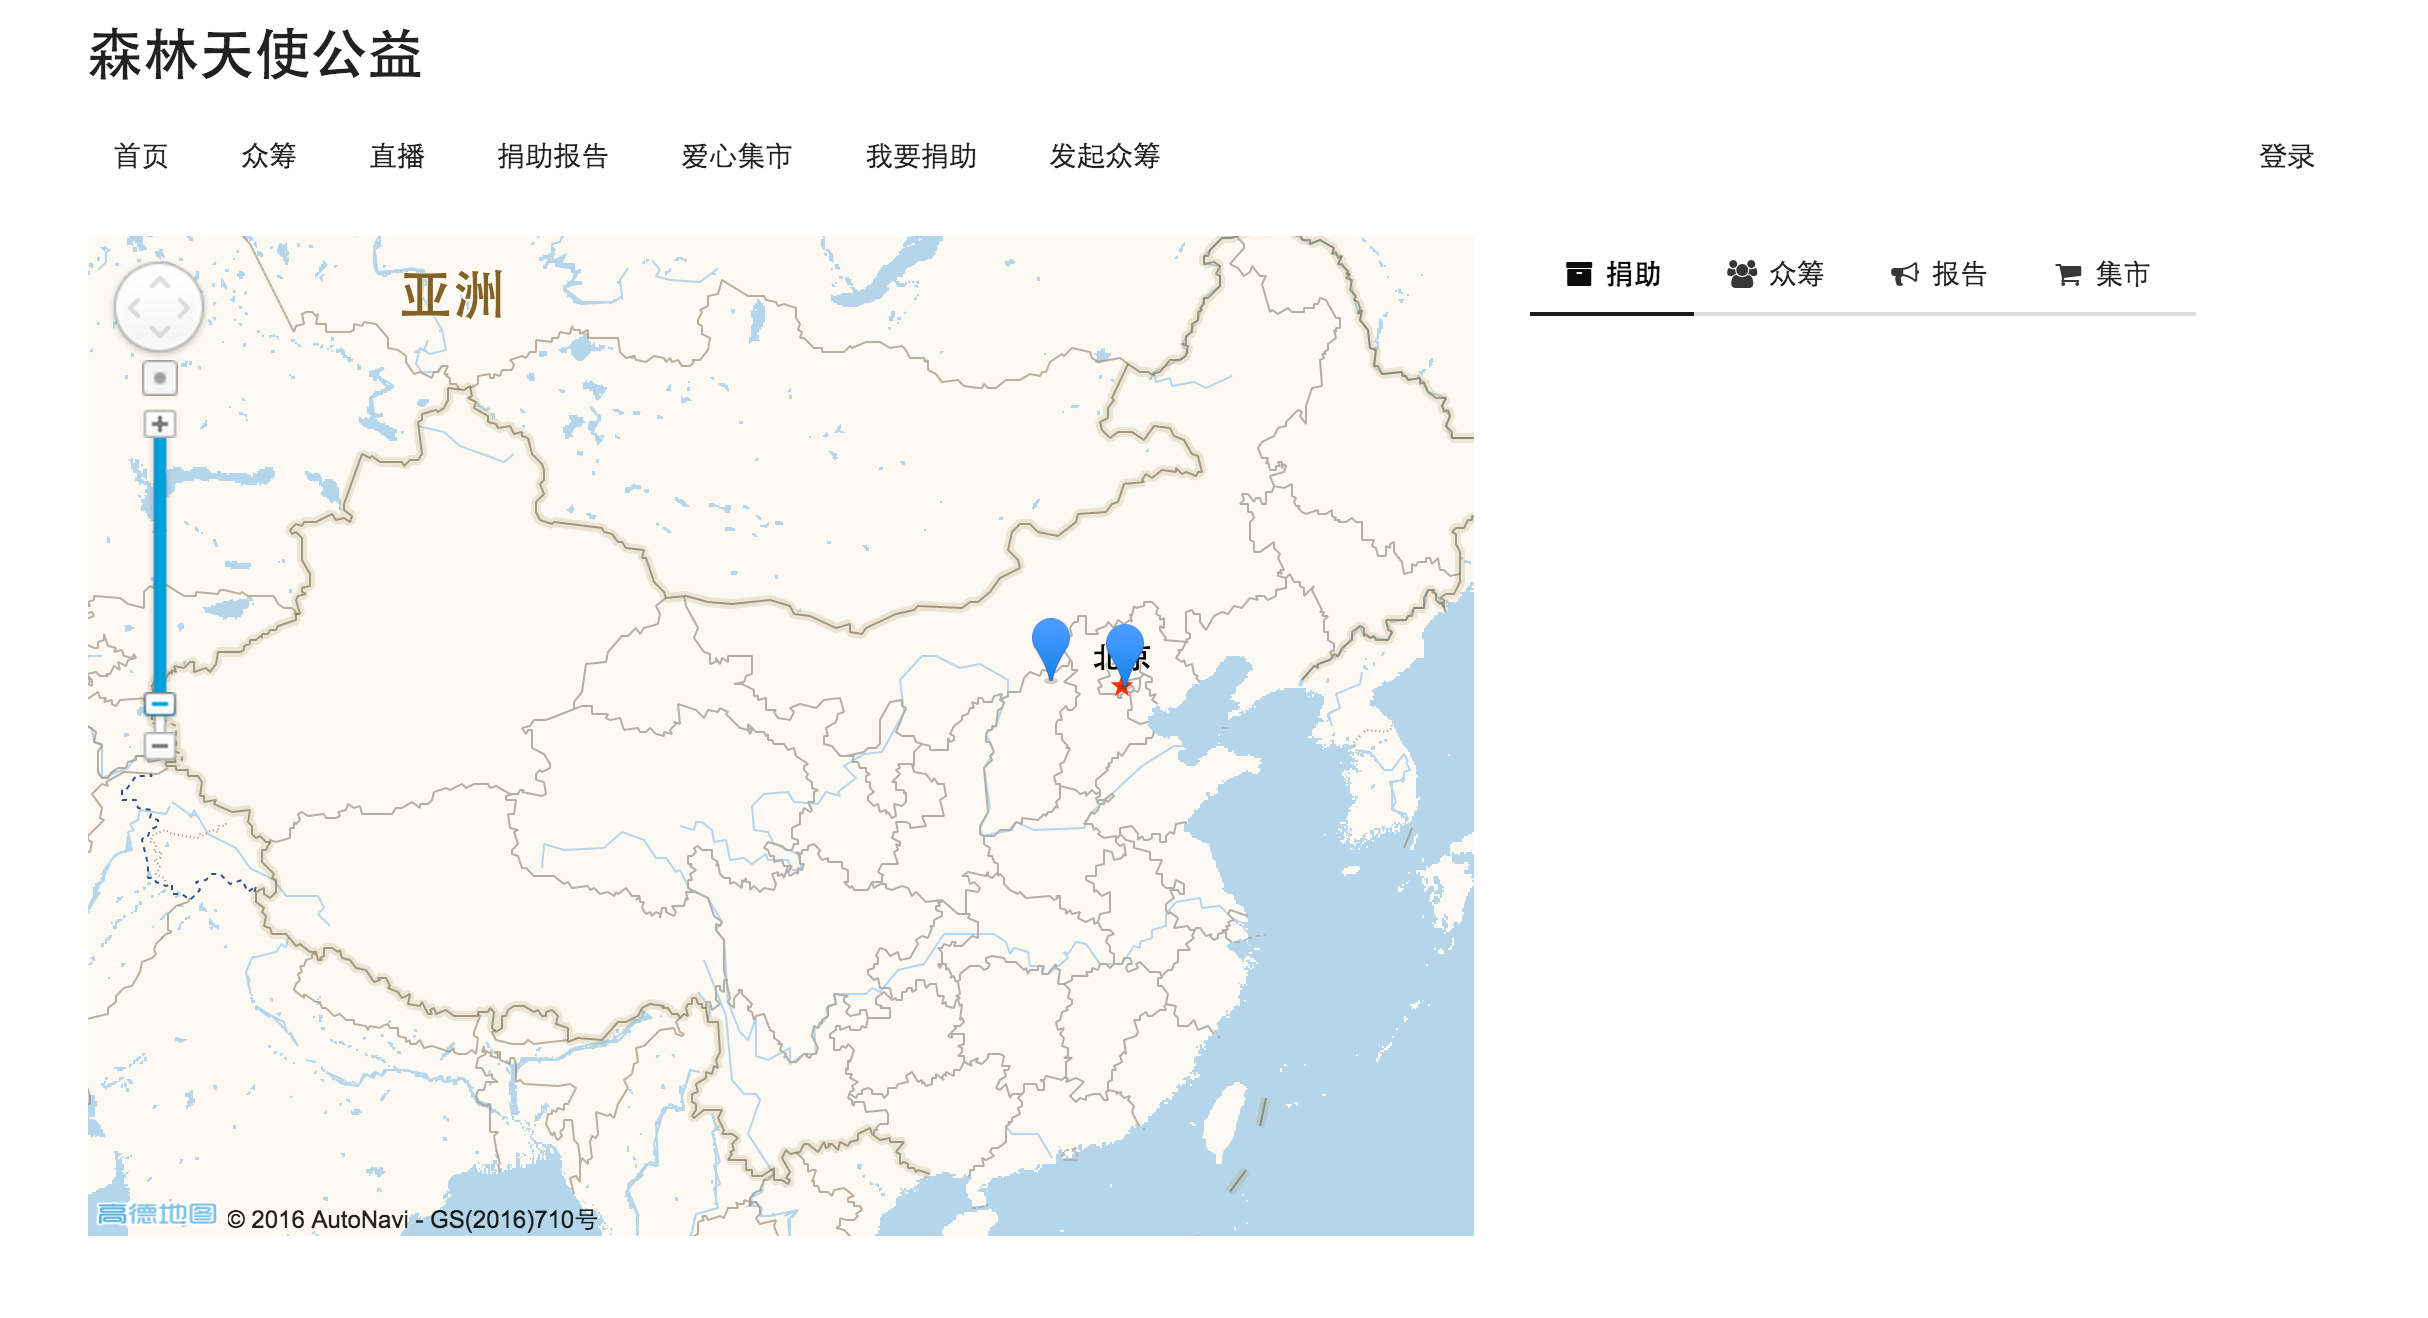 森林天使公益
首页 众筹 直播 捐助报告 爱心集市 我要捐助 发起众筹 登录
捐助 众筹 报告 集市
亚洲
北京
高德地图 © 2016 AutoNavi - GS(2016)710号